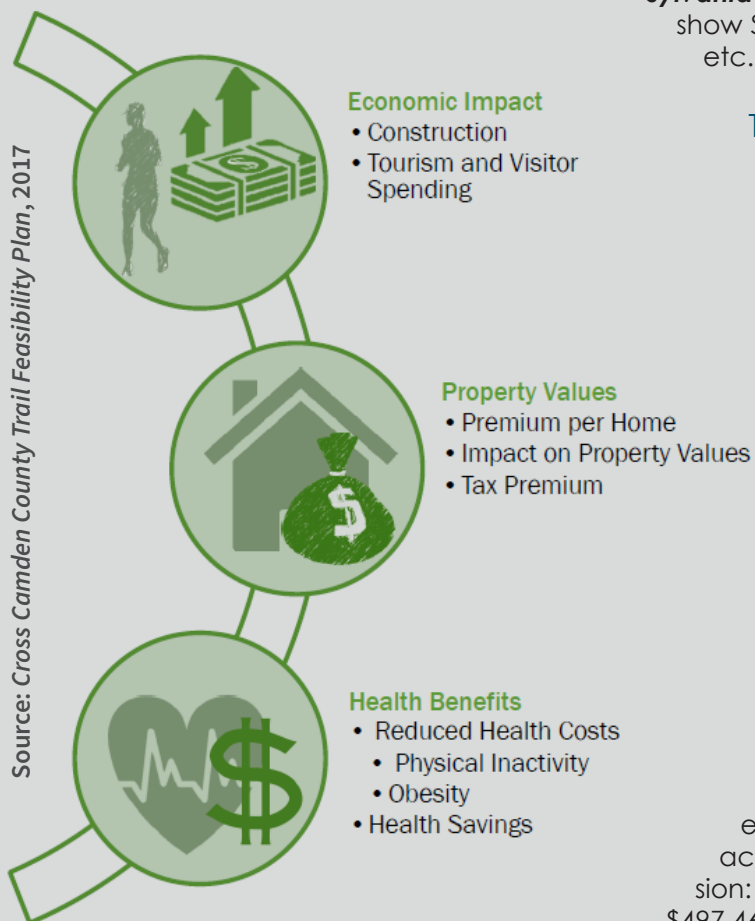 show
etc.
Economic Impact
• Construction
• Tourism and Visitor
Spending
Property Values
• Premium per Home
• Impact on Property Values
• Tax Premium
Health Benefits
• Reduced Health Costs
• Physical Inactivity
• Obesity
• Health Savings
sion:
Source: Cross Camden County Trail Feasibility Plan, 2017